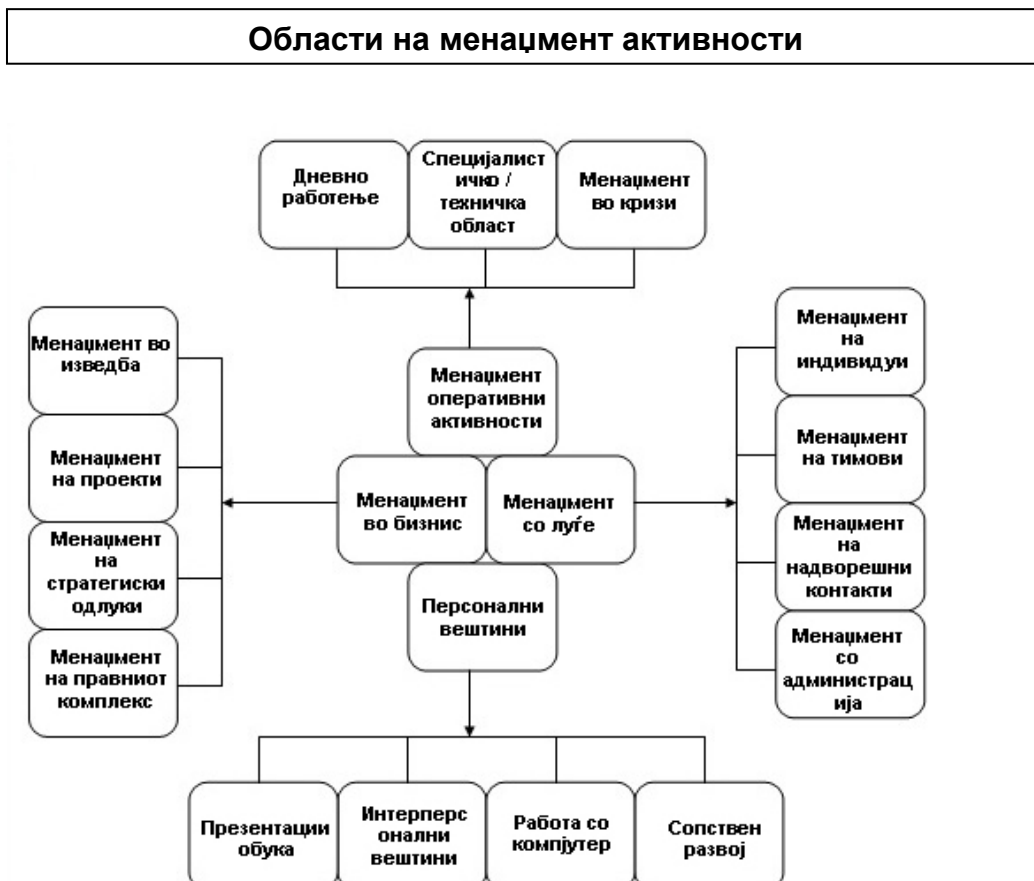 Области на менаџмент активности
Дневно
работење
Специјалист
ичко /
техничка
област
Менаџмент
во кризи
Менаџмент во
изведба
Менаџмент
на проекти
Менаџмент
на
стратегиски
одлуки
Менаџмент
на правниот
комплекс
Менаџмент
оперативни
активности
Менаџмент
во бизнис
Менаџмент
со луѓе
Персонални
вештини
Менаџмент
на
индивидуи
Менаџмент
на тимови
Менаџмент
на
надворешни
контакти
Менаџмент
со
администрац
ија
Презентации
обука
Интерперс
онални
вештини
Работа со
компјутер
Сопствен
развој